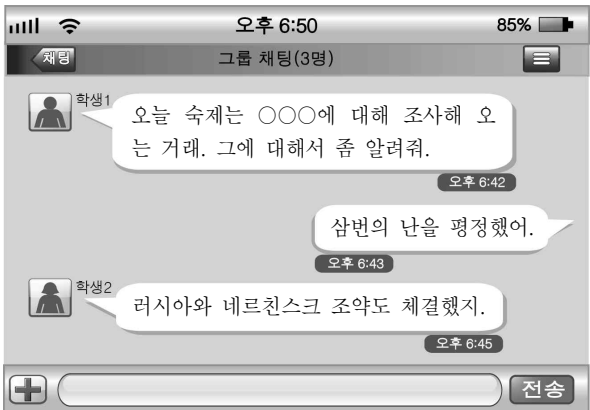 오후 6:50
85%
채팅
그룹 채팅(3명)
학생1
오늘 숙제는 ○○○에 대해 조사해 오
는 거래. 그에 대해서 좀 알려줘.
오후 6:42
삼번의 난을 평정했어.
오후 6:43
학생2
러시아와 네르친스크 조약도 체결했지.
오후 6:45
전송